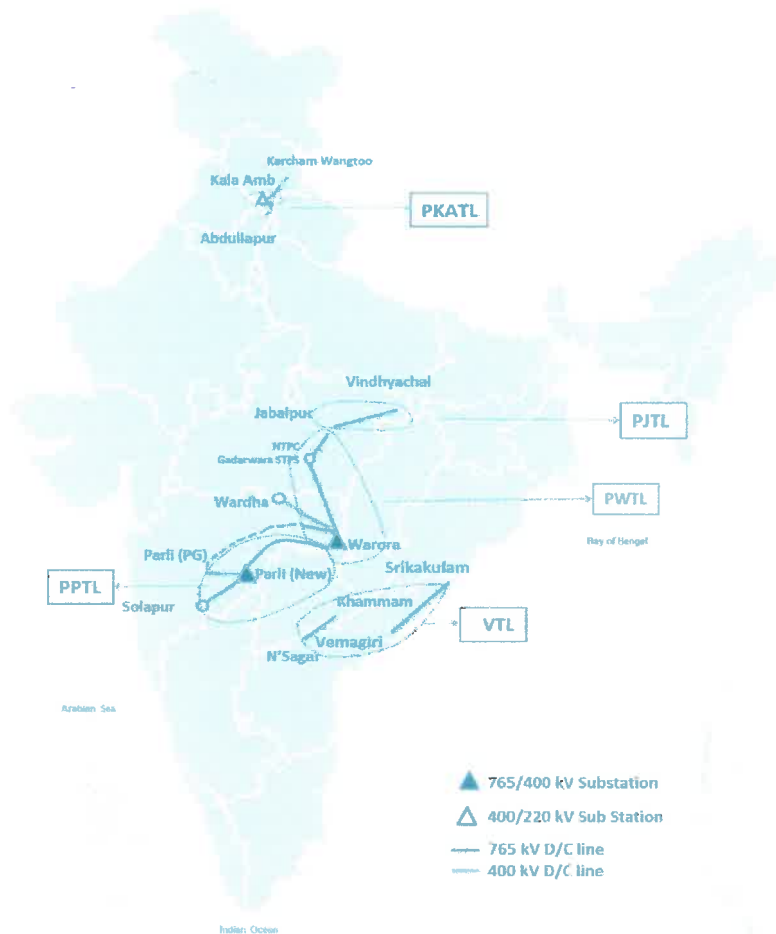 Karcham Wangtoo
Kala Amb
PKATL
Abdullapur
Vindhyachal
Jabalpur
PJTL
NTPC
Gadarwara STPS
Wardha
PWTL
Bay of Bengal
Warora
Parli (PG)
Srikakulam
Parli (New)
PPTL
Solapur
Khammam
VTL
Vemagiri
N'Sagar
Arabian Sea
765/400 kV Substation
400/220 kV Sub Station
765 kV D/C line
400 kV D/C line
Indian Ocean